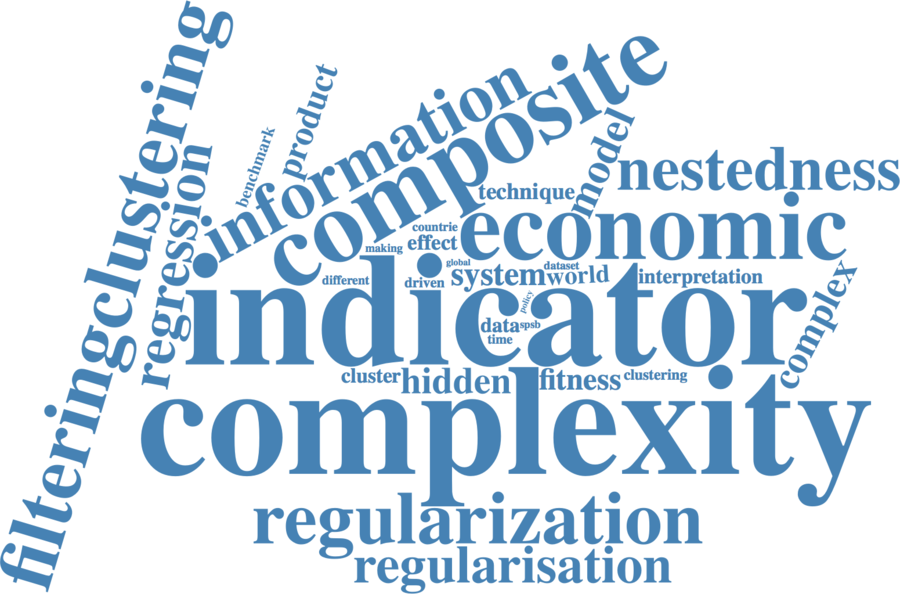 filteringclustering
regression
benchmark
product
information
composite
model
nestedness
technique
countrie
economic
making
effect
global
dataset
different
driven
system
world
interpretation
indicator
policy
data
spsb
time
complex
cluster
hidden
fitness
clustering
complexity
regularization
regularisation